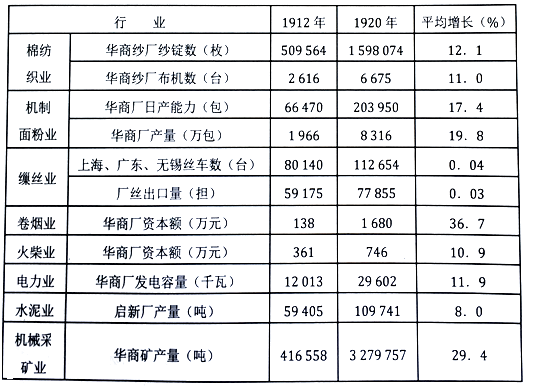 行 业 1912 年 1920 年 平均增长（%）
棉纺织业 华商纱厂纱锭数（枚） 509 564 1 598 074 12.1
华商纱厂布机数（台） 2 616 6 675 11.0
机制面粉业 华商厂日产能力（包） 66 470 203 950 17.4
华商厂产量（万包） 1 966 8 316 19.8
缫丝业 上海、广东、无锡丝车数（台） 80 140 112 654 0.04
厂丝出口量（担） 59 175 77 855 0.03
卷烟业 华商厂资本额（万元） 138 1 680 36.7
火柴业 华商厂资本额（万元） 361 746 10.9
电力业 华商厂发电容量（千瓦） 12 013 29 602 11.9
水泥业 启新厂产量（吨） 59 405 109 741 8.0
机械采矿业 华商矿产量（吨） 416 558 3 279 757 29.4